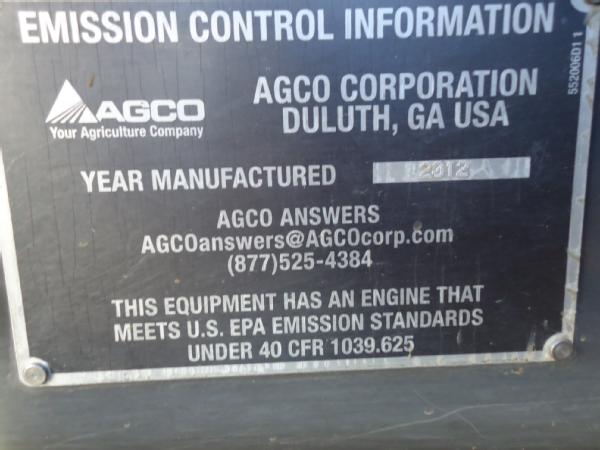 EMISSION CONTROL INFORMATION
AGCO
Your Agriculture Company
AGCO CORPORATION
DULUTH, GA USA
552006D1 1
YEAR MANUFACTURED 2012
AGCO ANSWERS
AGCOanswers@AGCOcorp.com
(877)525-4384
THIS EQUIPMENT HAS AN ENGINE THAT
MEETS U.S. EPA EMISSION STANDARDS
UNDER 40 CFR 1039.625